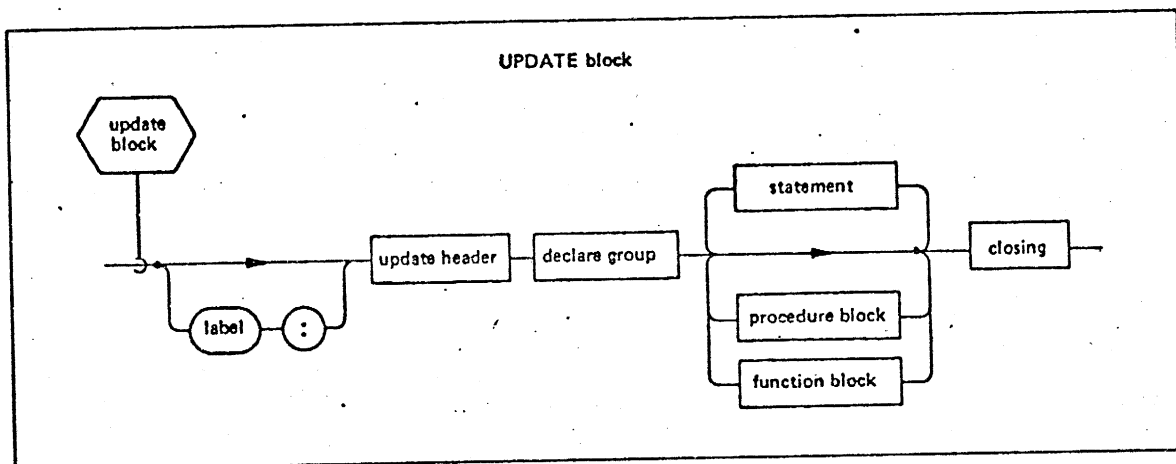 UPDATE block
update
block
statement
update header
declare group
closing
label
:
procedure block
function block